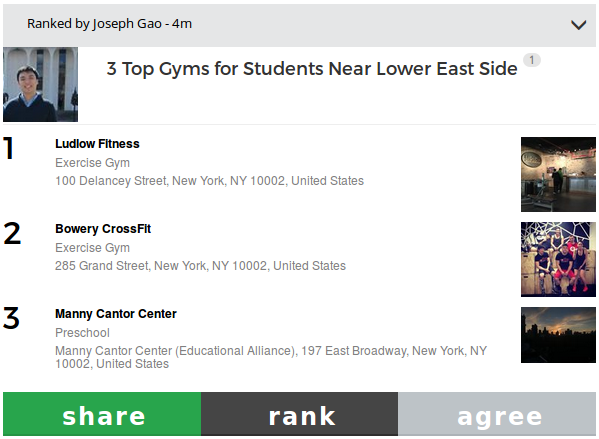 Ranked by Joseph Gao - 4m
3 Top Gyms for Students Near Lower East Side 1
1
Ludlow Fitness
Exercise Gym
100 Delancey Street, New York, NY 10002, United States
2
Bowery CrossFit
Exercise Gym
285 Grand Street, New York, NY 10002, United States
3
Manny Cantor Center
Preschool
Manny Cantor Center (Educational Alliance), 197 East Broadway, New York, NY
10002, United States
share rank agree